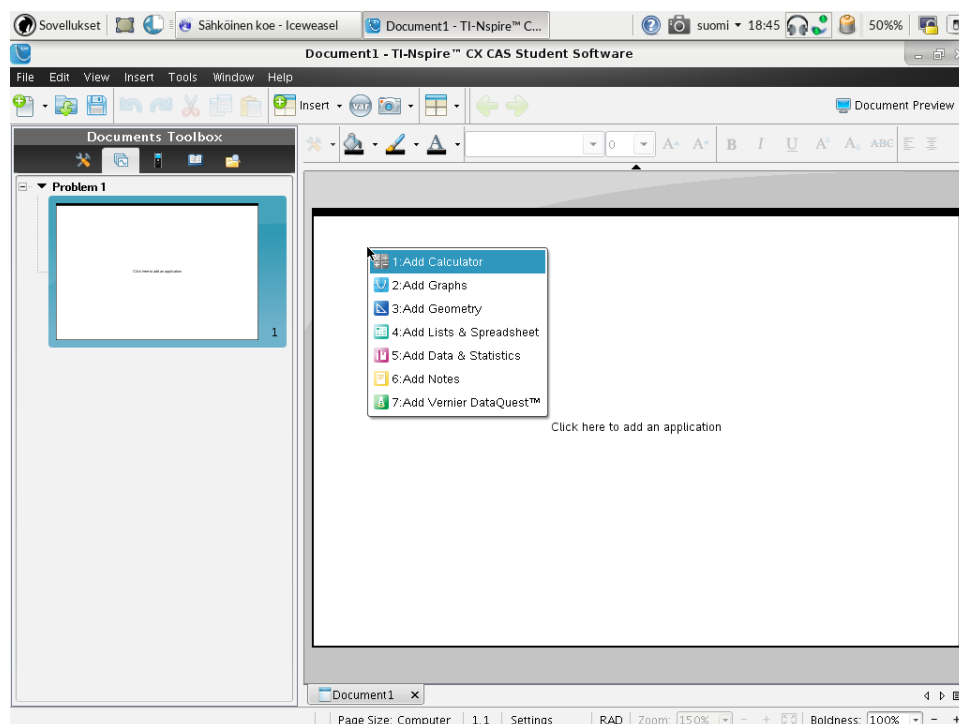 Sovellukset Sähköinen koe - Iceweasel Document1 - TI-Nspire™ C... suomi 18:45 50%%
Document1 - TI-Nspire™ CX CAS Student Software
File Edit View Insert Tools Window Help
Insert var Document Preview
Documents Toolbox
0 A A B I U A A ABC
Problem 1
Click here to add an application
1
1:Add Calculator
2:Add Graphs
3:Add Geometry
4:Add Lists & Spreadsheet
5:Add Data & Statistics
6:Add Notes
7:Add Vernier DataQuest™
Click here to add an application
Document1
Page Size: Computer 1.1 Settings RAD Zoom: 150% - + Boldness: 100% - +